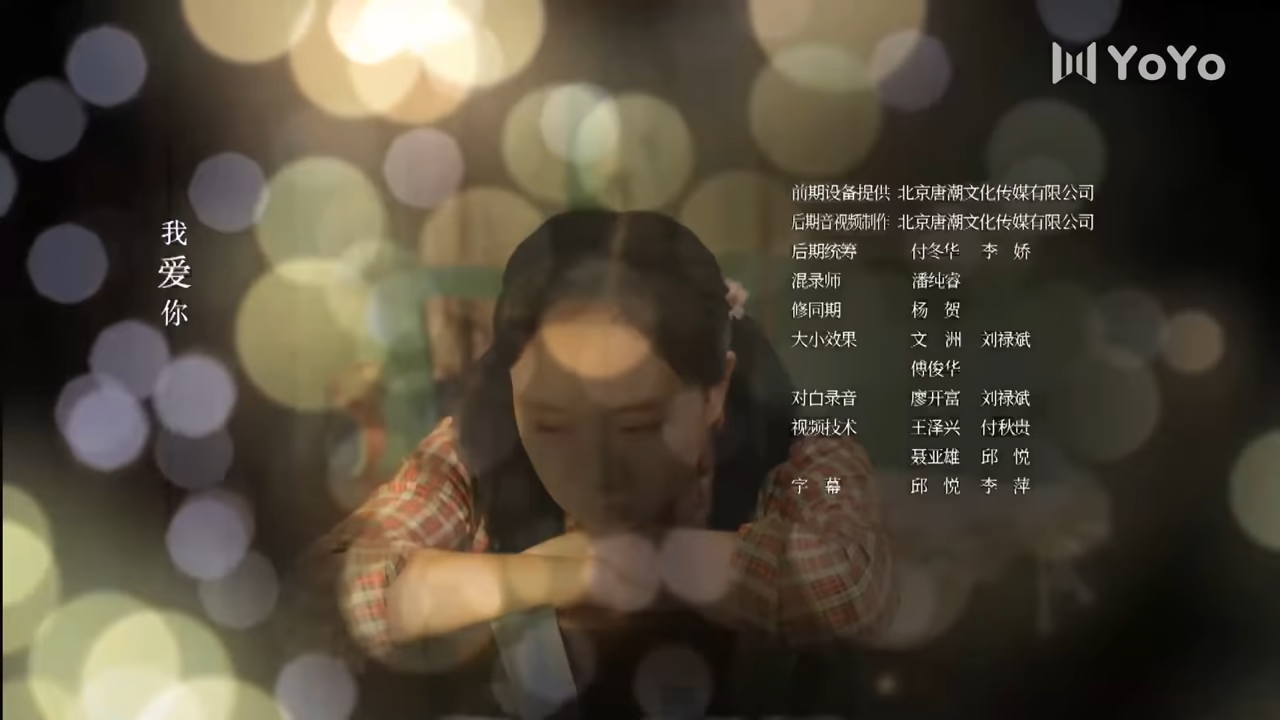 YoYo
我爱你
前期设备提供 北京唐潮文化传媒有限公司
后期音视频制作 北京唐潮文化传媒有限公司
后期统筹 付冬华 李 娇
混录师 潘纯睿
修同期 杨 贺
大小效果 文 洲 刘禄斌
傅俊华
对白录音 廖开富 刘禄斌
视频技术 王泽兴 付秋贵
聂亚雄 邱 悦
字 幕 邱 悦 李 萍